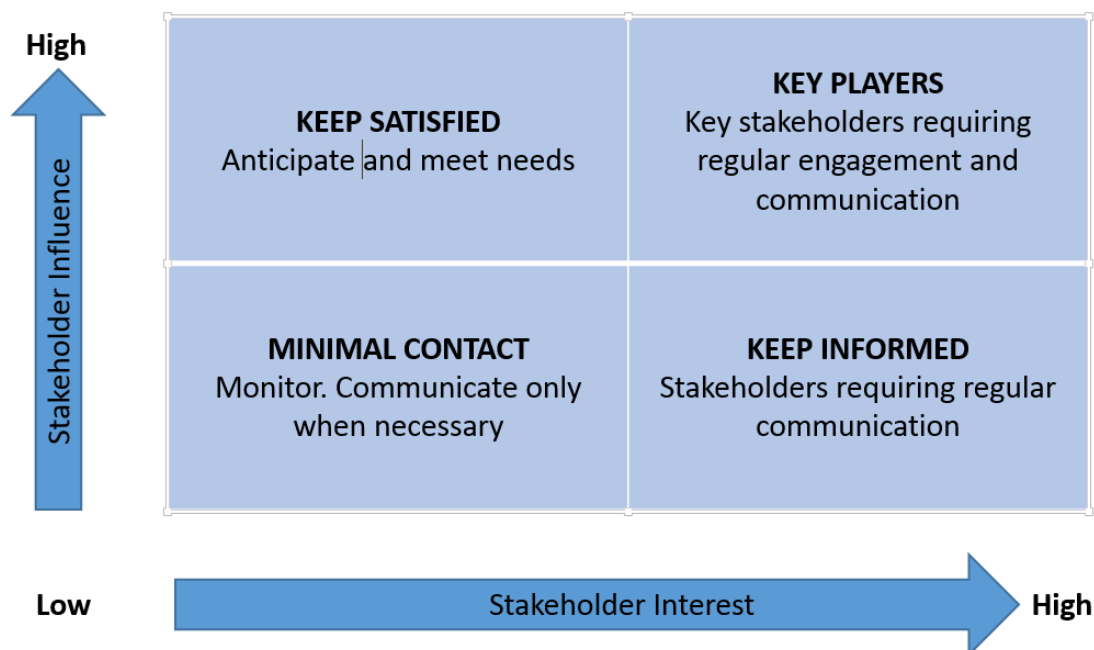 High
KEEP SATISFIED
Anticipate and meet needs
KEY PLAYERS
Key stakeholders requiring
regular engagement and
communication
Stakeholder Influence
MINIMAL CONTACT
Monitor. Communicate only
when necessary
KEEP INFORMED
Stakeholders requiring regular
communication
Low
Stakeholder Interest
High